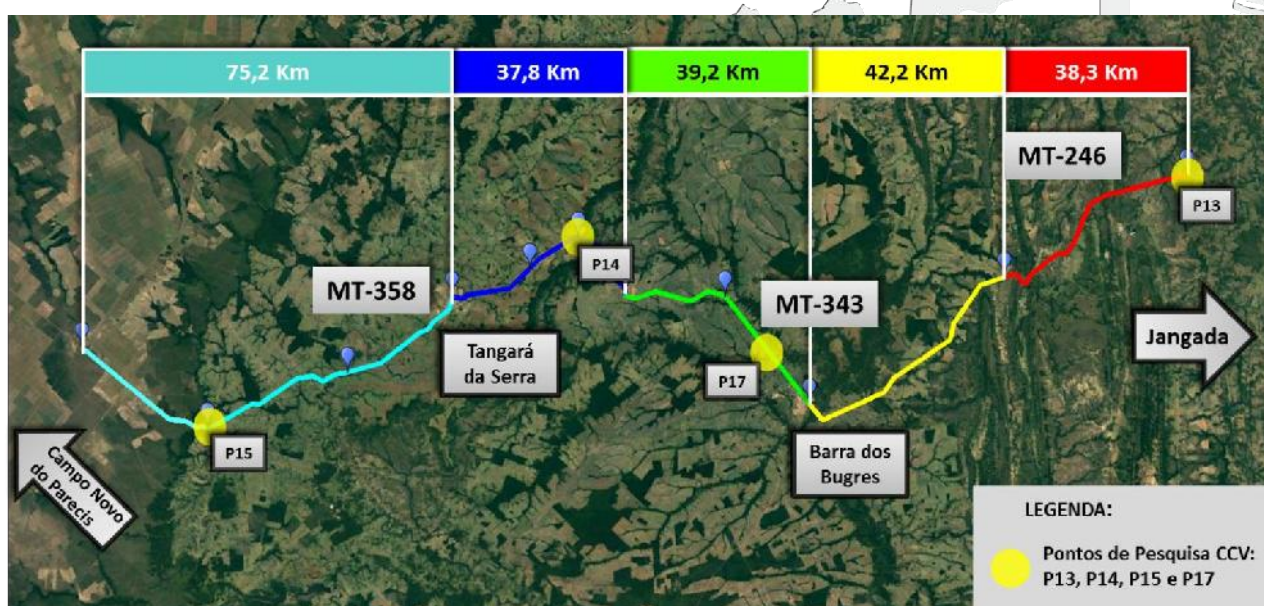 75,2 Km
37,8 Km
39,2 Km
42,2 Km
38,3 Km
MT-246
P13
MT-358
P14
MT-343
Jangada
Tangará
da Serra
P17
P15
Barra dos
Bugres
Campo Novo
do Parecis
LEGENDA:
Pontos de Pesquisa CCV:
P13, P14, P15 e P17